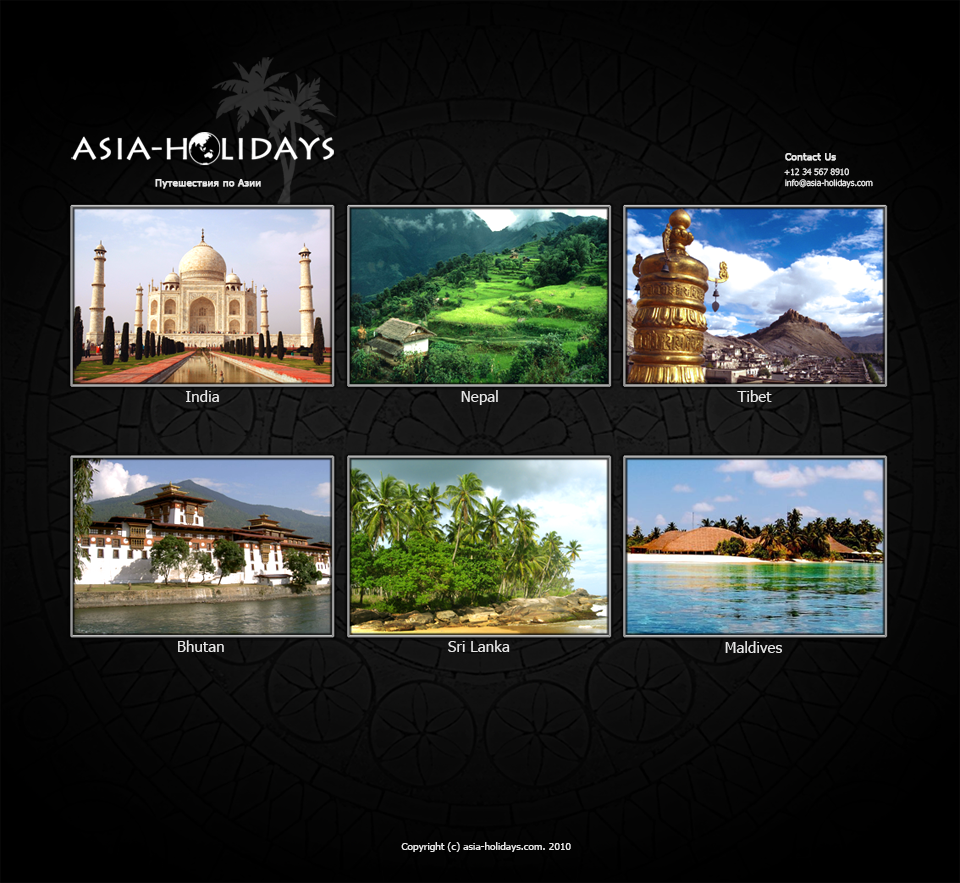 ASIA-HOLIDAYS
Путешествия по Азии
Contact Us
+12 34 567 8910
info@asia-holidays.com
India
Nepal
Tibet
Bhutan
Sri Lanka
Maldives
Copyright (c) asia-holidays.com. 2010